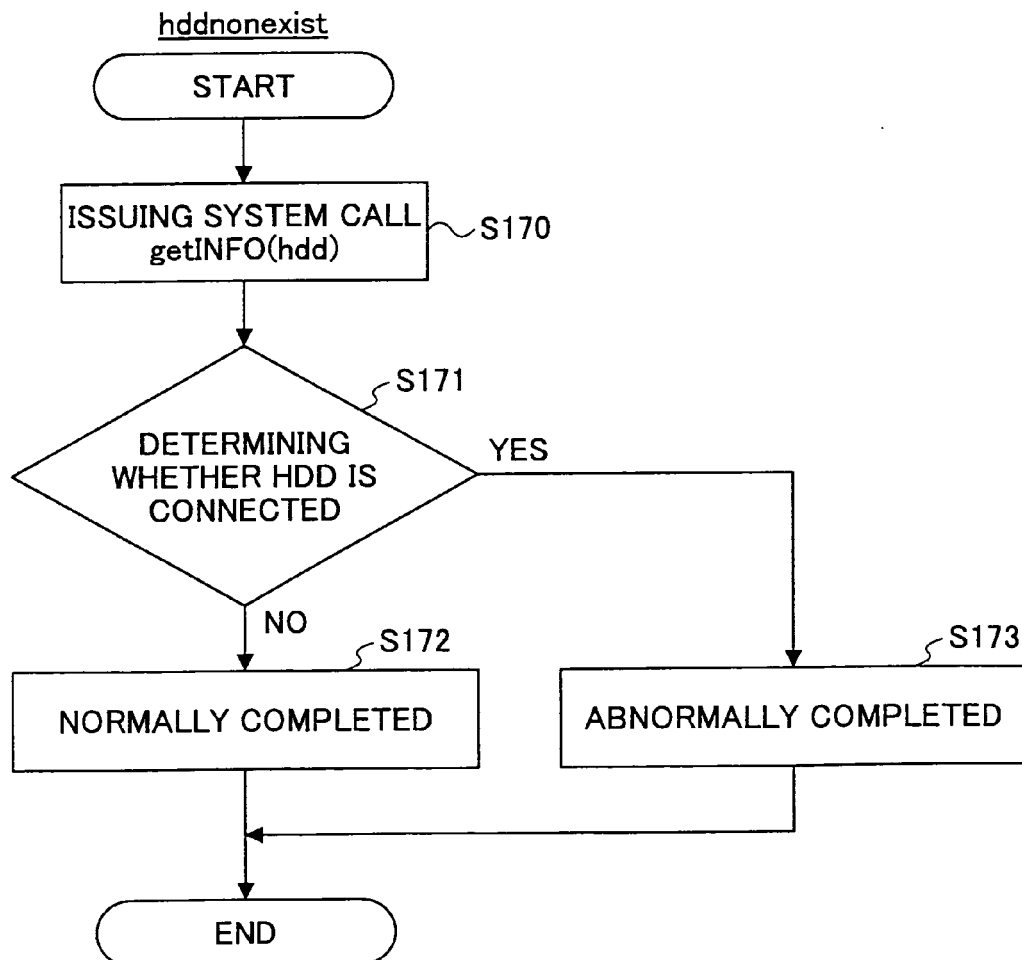 hddnonexist
START
ISSUING SYSTEM CALL
getINFO(hdd)
S170
S171
DETERMINING
WHETHER HDD IS
CONNECTED
YES
NO
S172
S173
NORMALLY COMPLETED
ABNORMALLY COMPLETED
END